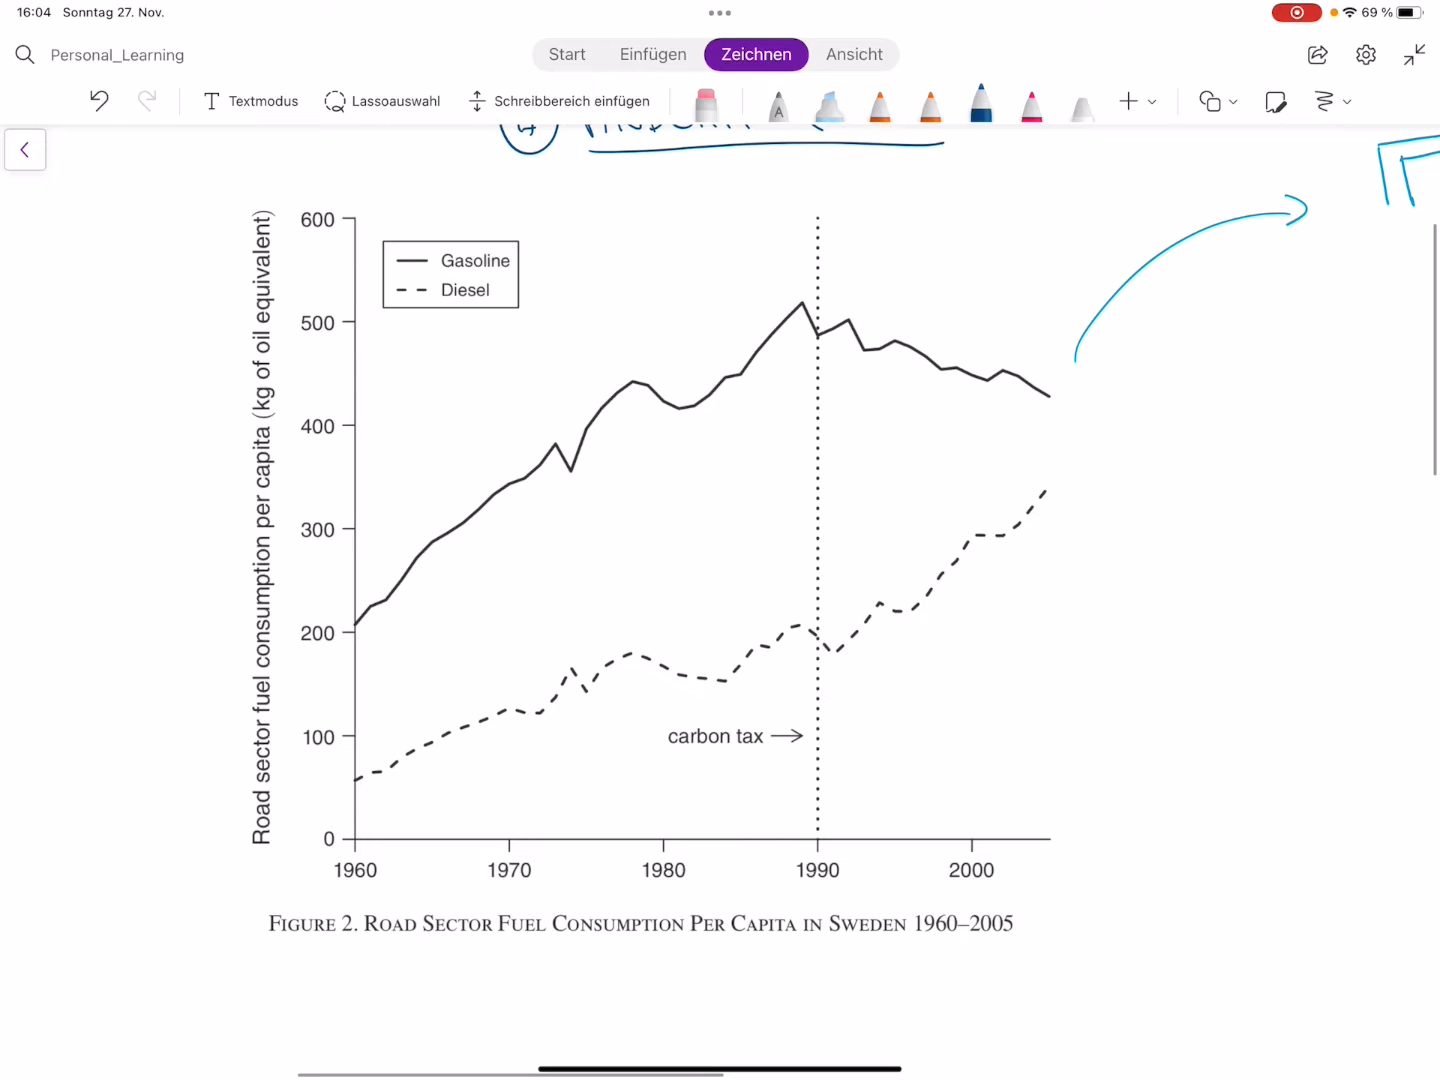 16:04 Sonntag 27. Nov.
69 %
Personal_Learning
Start Einfügen Zeichnen Ansicht
Textmodus Lassoauswahl Schreibbereich einfügen
A
Road sector fuel consumption per capita (kg of oil equivalent)
600
500
400
300
200
100
0
Gasoline
Diesel
carbon tax
1960 1970 1980 1990 2000
FIGURE 2. ROAD SECTOR FUEL CONSUMPTION PER CAPITA IN SWEDEN 1960–2005